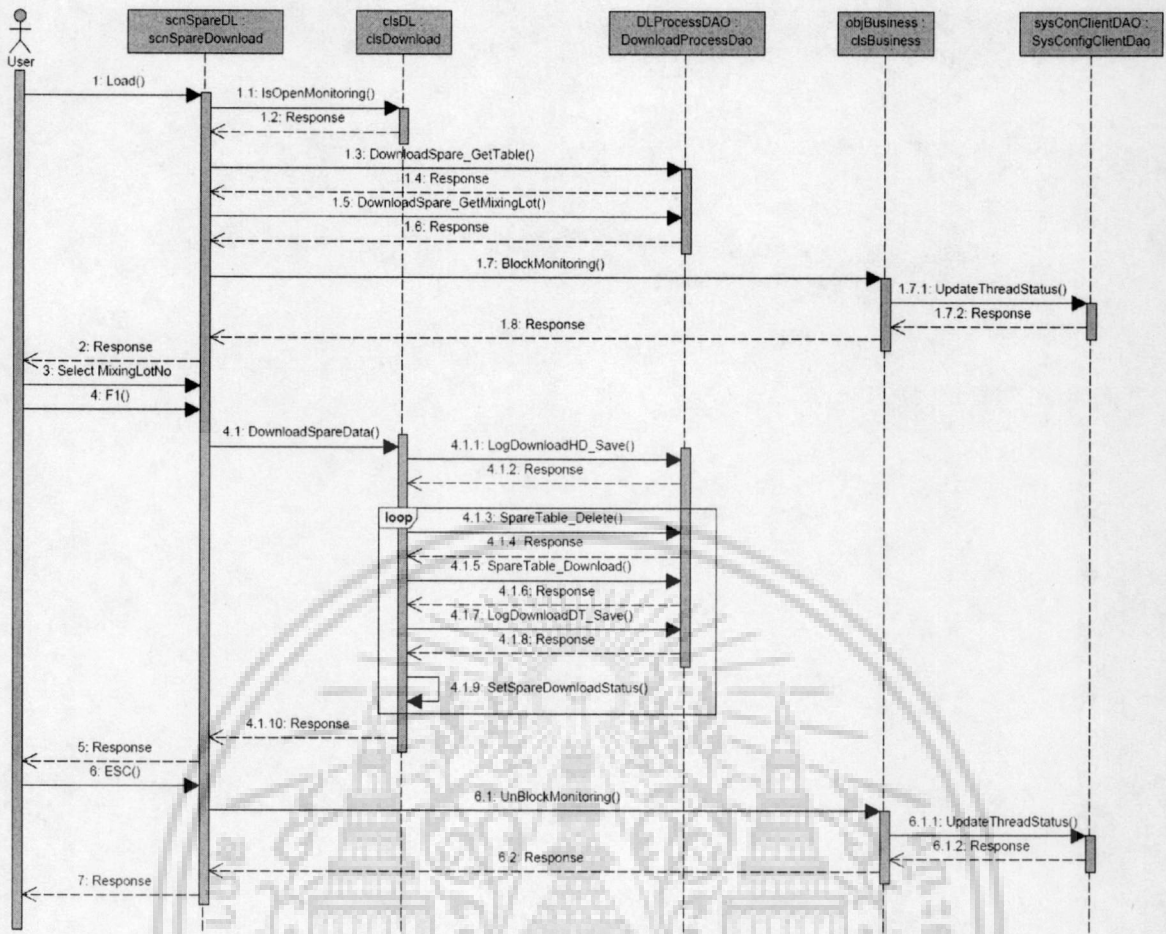 scnSpareDL :
scnSpareDownload
clsDL :
clsDownload
DLProcessDAO :
DownloadProcessDao
objBusiness :
clsBusiness
sysConClientDAO :
SysConfigClientDao
User
1: Load()
1.1: IsOpenMonitoring()
1.2: Response
1.3: DownloadSpare_GetTable()
1.4: Response
1.5: DownloadSpare_GetMixingLot()
1.6: Response
1.7: BlockMonitoring()
1.7.1: UpdateThreadStatus()
1.7.2: Response
1.8: Response
2: Response
3: Select MixingLotNo
4: F1()
4.1: DownloadSpareData()
4.1.1: LogDownloadHD_Save()
4.1.2: Response
loop
4.1.3: SpareTable_Delete()
4.1.4: Response
4.1.5: SpareTable_Download()
4.1.6: Response
4.1.7: LogDownloadDT_Save()
4.1.8: Response
4.1.9: SetSpareDownloadStatus()
4.1.10: Response
5: Response
6: ESC()
6.1: UnBlockMonitoring()
6.1.1: UpdateThreadStatus()
6.1.2: Response
6.2: Response
7: Response